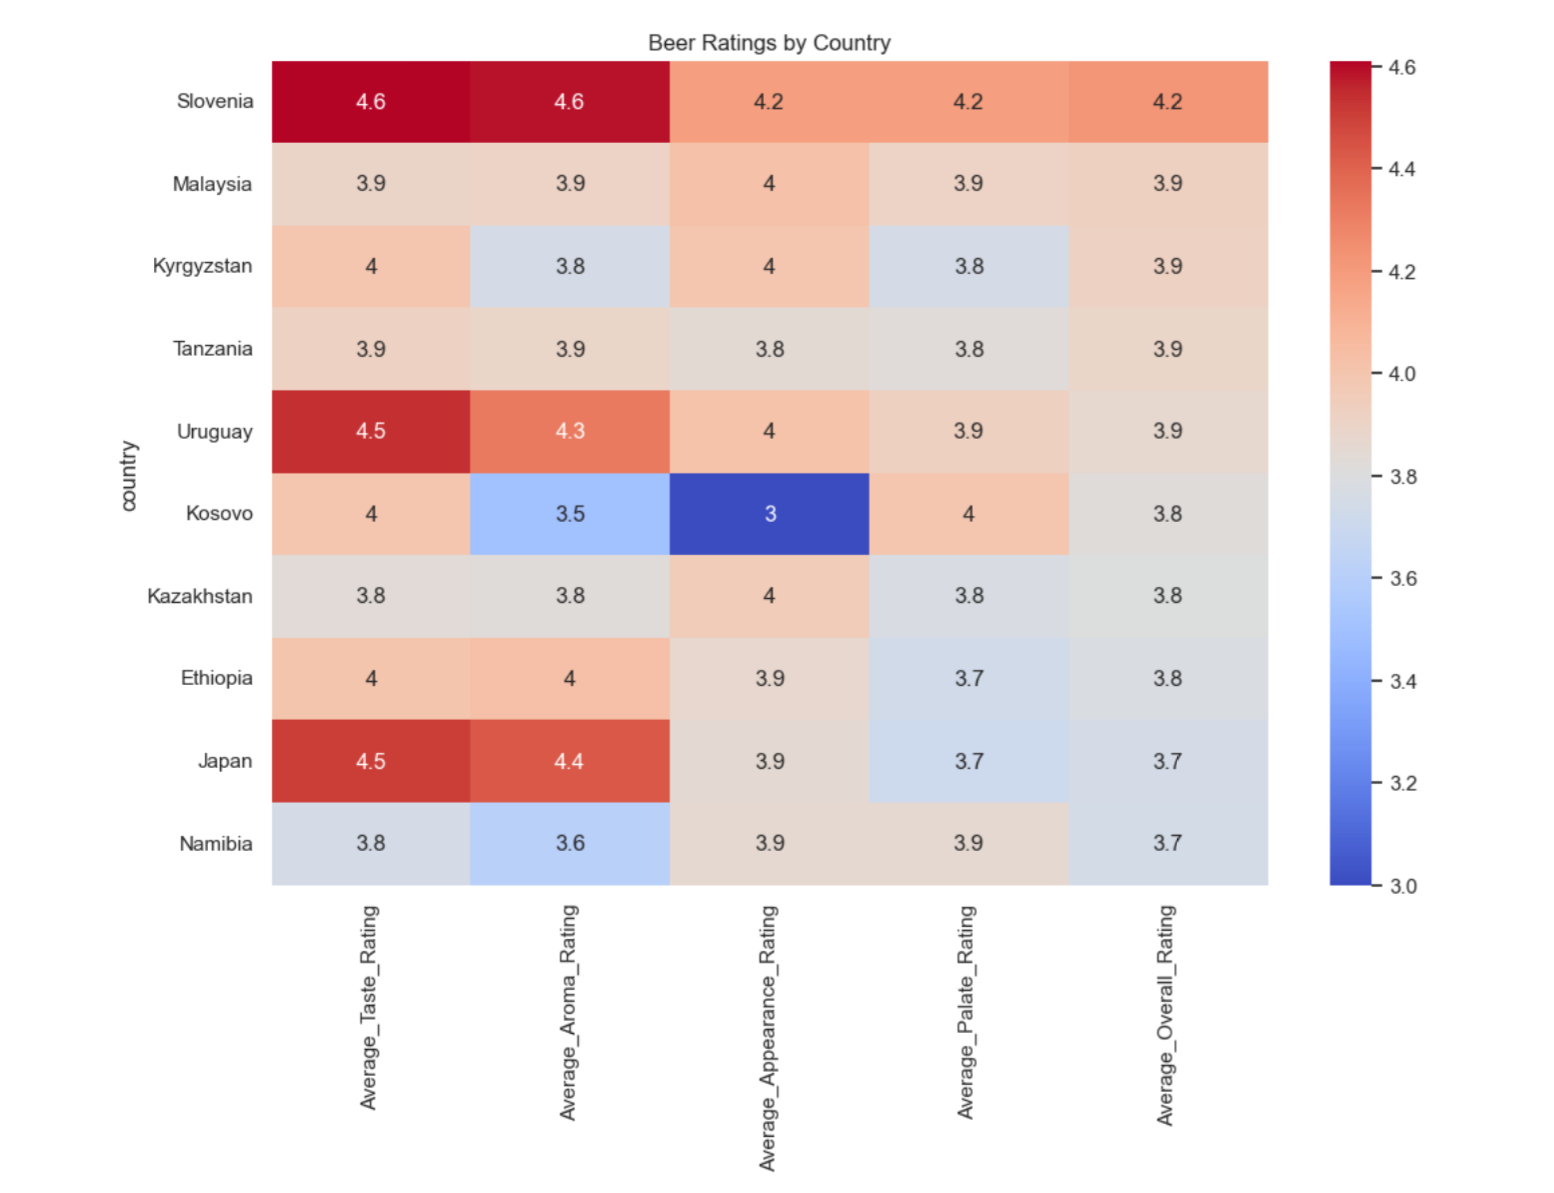 Beer Ratings by Country
country
Slovenia 4.6 4.6 4.2 4.2 4.2
Malaysia 3.9 3.9 4 3.9 3.9
Kyrgyzstan 4 3.8 4 3.8 3.9
Tanzania 3.9 3.9 3.8 3.8 3.9
Uruguay 4.5 4.3 4 3.9 3.9
Kosovo 4 3.5 3 4 3.8
Kazakhstan 3.8 3.8 4 3.8 3.8
Ethiopia 4 4 3.9 3.7 3.8
Japan 4.5 4.4 3.9 3.7 3.7
Namibia 3.8 3.6 3.9 3.9 3.7
Average_Taste_Rating
Average_Aroma_Rating
Average_Appearance_Rating
Average_Palate_Rating
Average_Overall_Rating
4.6
4.4
4.2
4.0
3.8
3.6
3.4
3.2
3.0